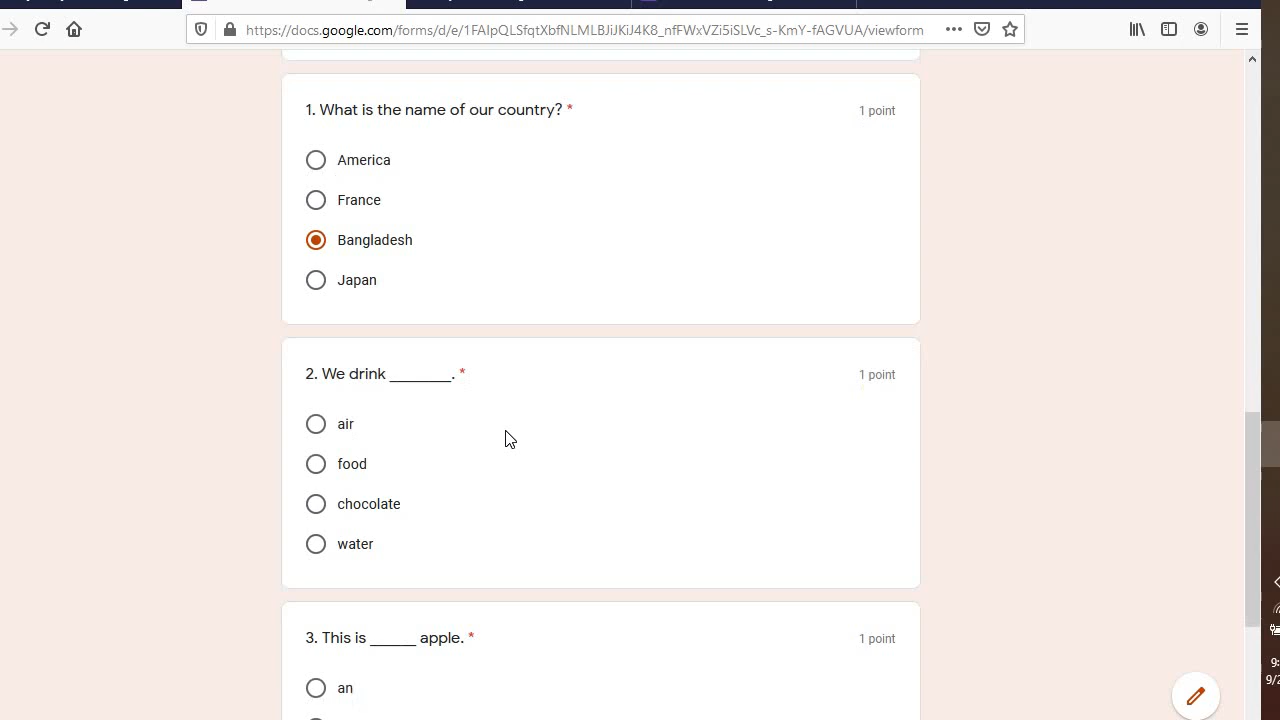 https://docs.google.com/forms/d/e/1FAIpQLSfqtXbfNLMLBJiJKiJ4K8_nfFWxVZi5iSLVc_s-KmY-fAGVUA/viewform
1. What is the name of our country? *
1 point
America
France
Bangladesh
Japan
2. We drink ________. *
1 point
air
food
chocolate
water
3. This is ______ apple. *
1 point
an